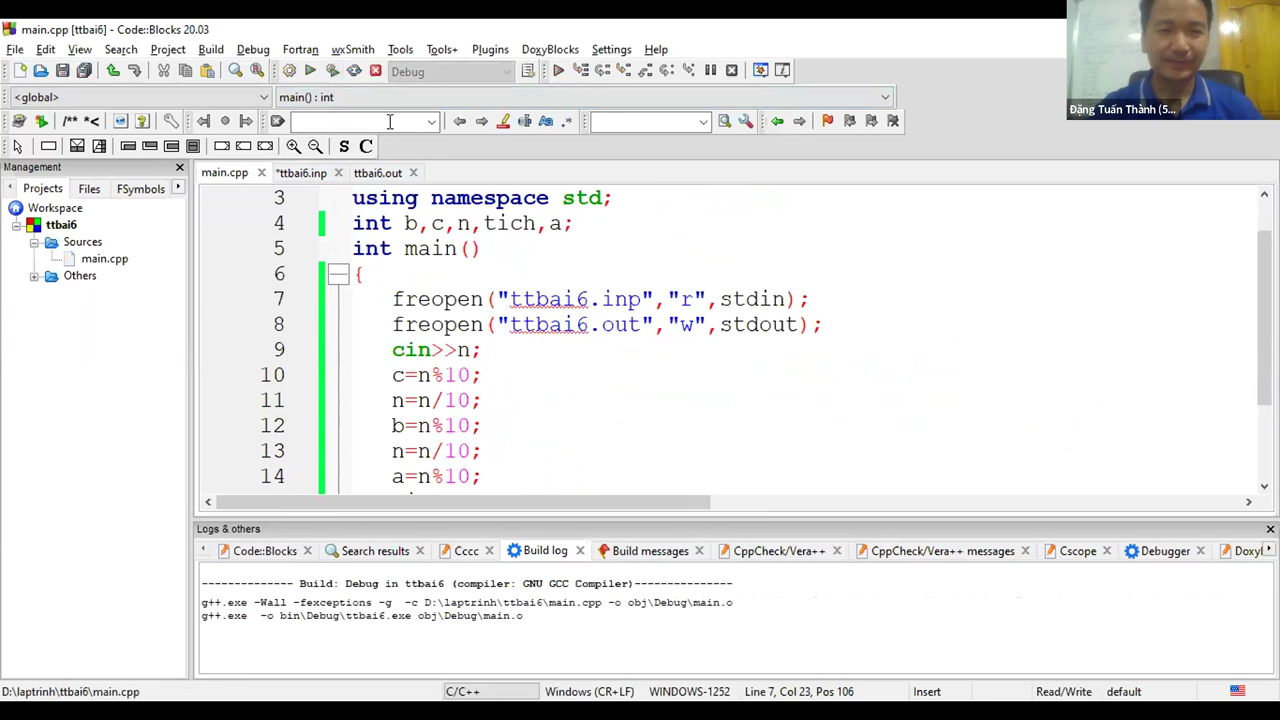 main.cpp [ttbai6] - Code::Blocks 20.03
File Edit View Search Project Build Debug Fortran wxSmith Tools Tools+ Plugins DoxyBlocks Settings Help
Debug
<global> main() : int
/** *<
S C
Management
Projects Files FSymbols
Workspace
ttbai6
Sources
main.cpp
Others
main.cpp *ttbai6.inp ttbai6.out
3 using namespace std;
4 int b,c,n,tich,a;
5 int main()
6 {
7 freopen("ttbai6.inp","r",stdin);
8 freopen("ttbai6.out","w",stdout);
9 cin>>n;
10 c=n%10;
11 n=n/10;
12 b=n%10;
13 n=n/10;
14 a=n%10;
Logs & others
Code::Blocks Search results Cccc Build log Build messages CppCheck/Vera++ CppCheck/Vera++ messages Cscope Debugger
-------------- Build: Debug in ttbai6 (compiler: GNU GCC Compiler)---------------
g++.exe -Wall -fexceptions -g -c D:\laptrinh\ttbai6\main.cpp -o obj\Debug\main.o
g++.exe -o bin\Debug\ttbai6.exe obj\Debug\main.o
D:\laptrinh\ttbai6\main.cpp C/C++ Windows (CR+LF) WINDOWS-1252 Line 7, Col 23, Pos 106 Insert Read/Write default
Đặng Tuấn Thành (5...